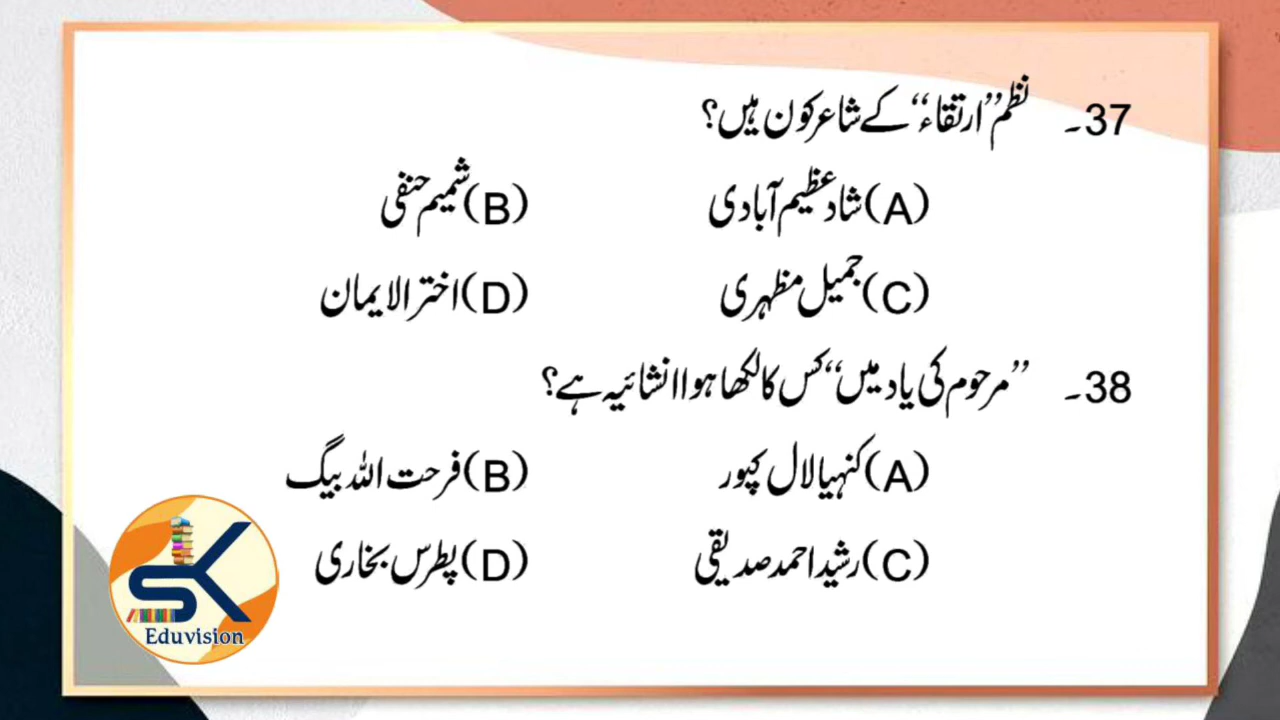 37۔ نظم ’’ارتقاء‘‘ کے شاعر کون ہیں؟
(A) شاد عظیم آبادی (B) شمیم حنفی
(C) جمیل مظہری (D) اختر الایمان
38۔ ’’مرحوم کی یاد میں‘‘ کس کا لکھا ہوا انشائیہ ہے؟
(A) کنہیا لال کپور (B) فرحت اللہ بیگ
(C) رشید احمد صدیقی (D) پطرس بخاری
SK
Eduvision